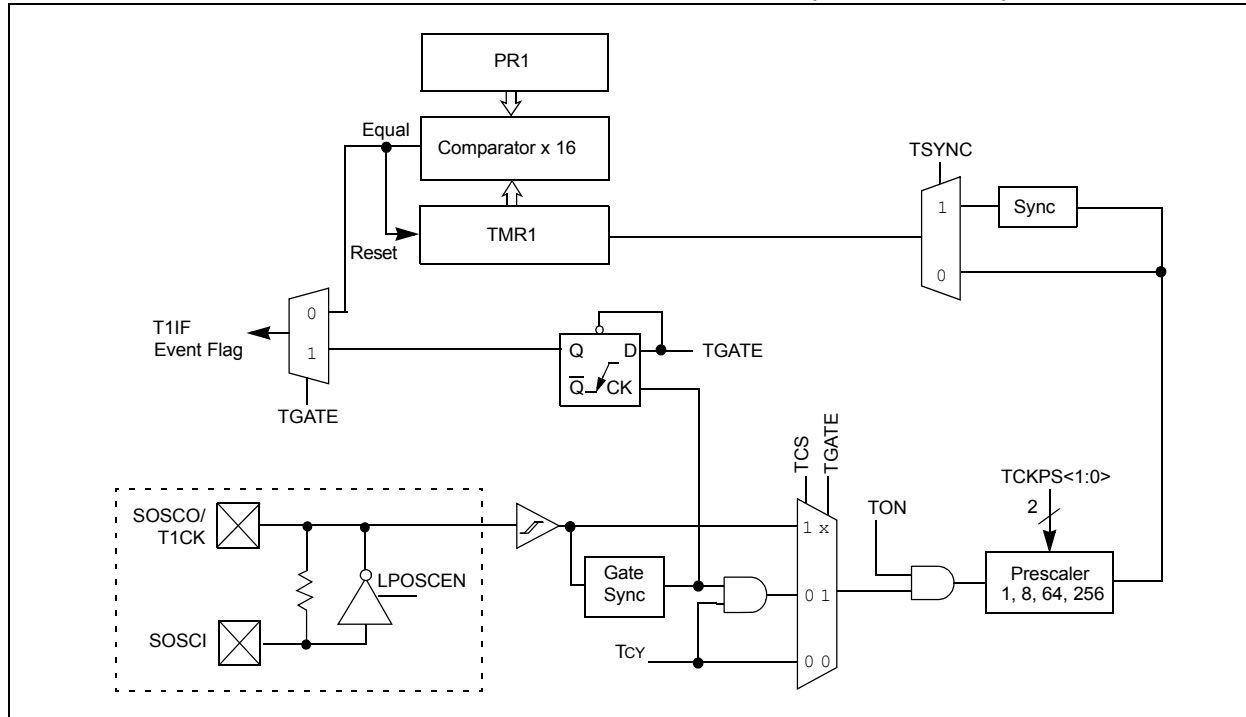 PR1
Equal
Comparator x 16
TSYNC
1
Sync
Reset
TMR1
0
0
T1IF
Event Flag
1
Q
D
TGATE
Q̅
CK
TGATE
TCS
TGATE
TCKPS<1:0>
2
SOSCO/
T1CK
TON
1 x
LPOSCEN
Gate
Sync
Prescaler
1, 8, 64, 256
0 1
SOSCI
TCY
0 0